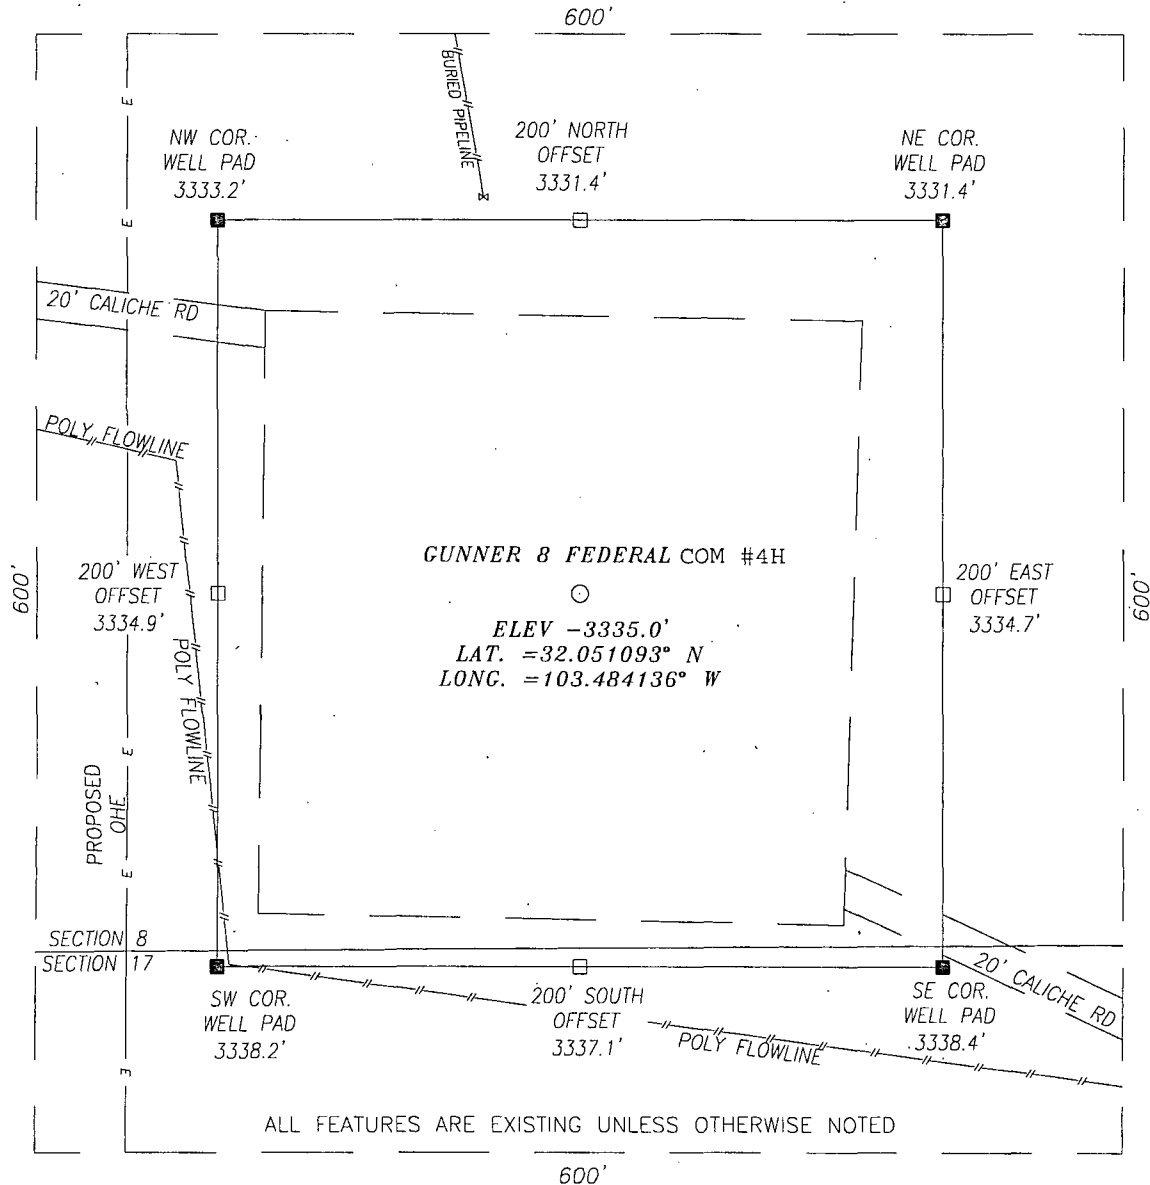 600'
BURIED PIPELINE
NW COR.
WELL PAD
3333.2'
200' NORTH
OFFSET
3331.4'
NE COR.
WELL PAD
3331.4'
E
E
20' CALICHE RD
POLY FLOWLINE
GUNNER 8 FEDERAL COM #4H
600'
200' WEST
OFFSET
3334.9'
200' EAST
OFFSET
3334.7'
600'
ELEV -3335.0'
LAT. =32.051093° N
LONG. =103.484136° W
POLY FLOWLINE
E
PROPOSED
OHE
E
E
SECTION 8
SECTION 17
20' CALICHE RD
SW COR.
WELL PAD
3338.2'
200' SOUTH
OFFSET
3337.1'
SE COR.
WELL PAD
3338.4'
POLY FLOWLINE
E
ALL FEATURES ARE EXISTING UNLESS OTHERWISE NOTED
600'